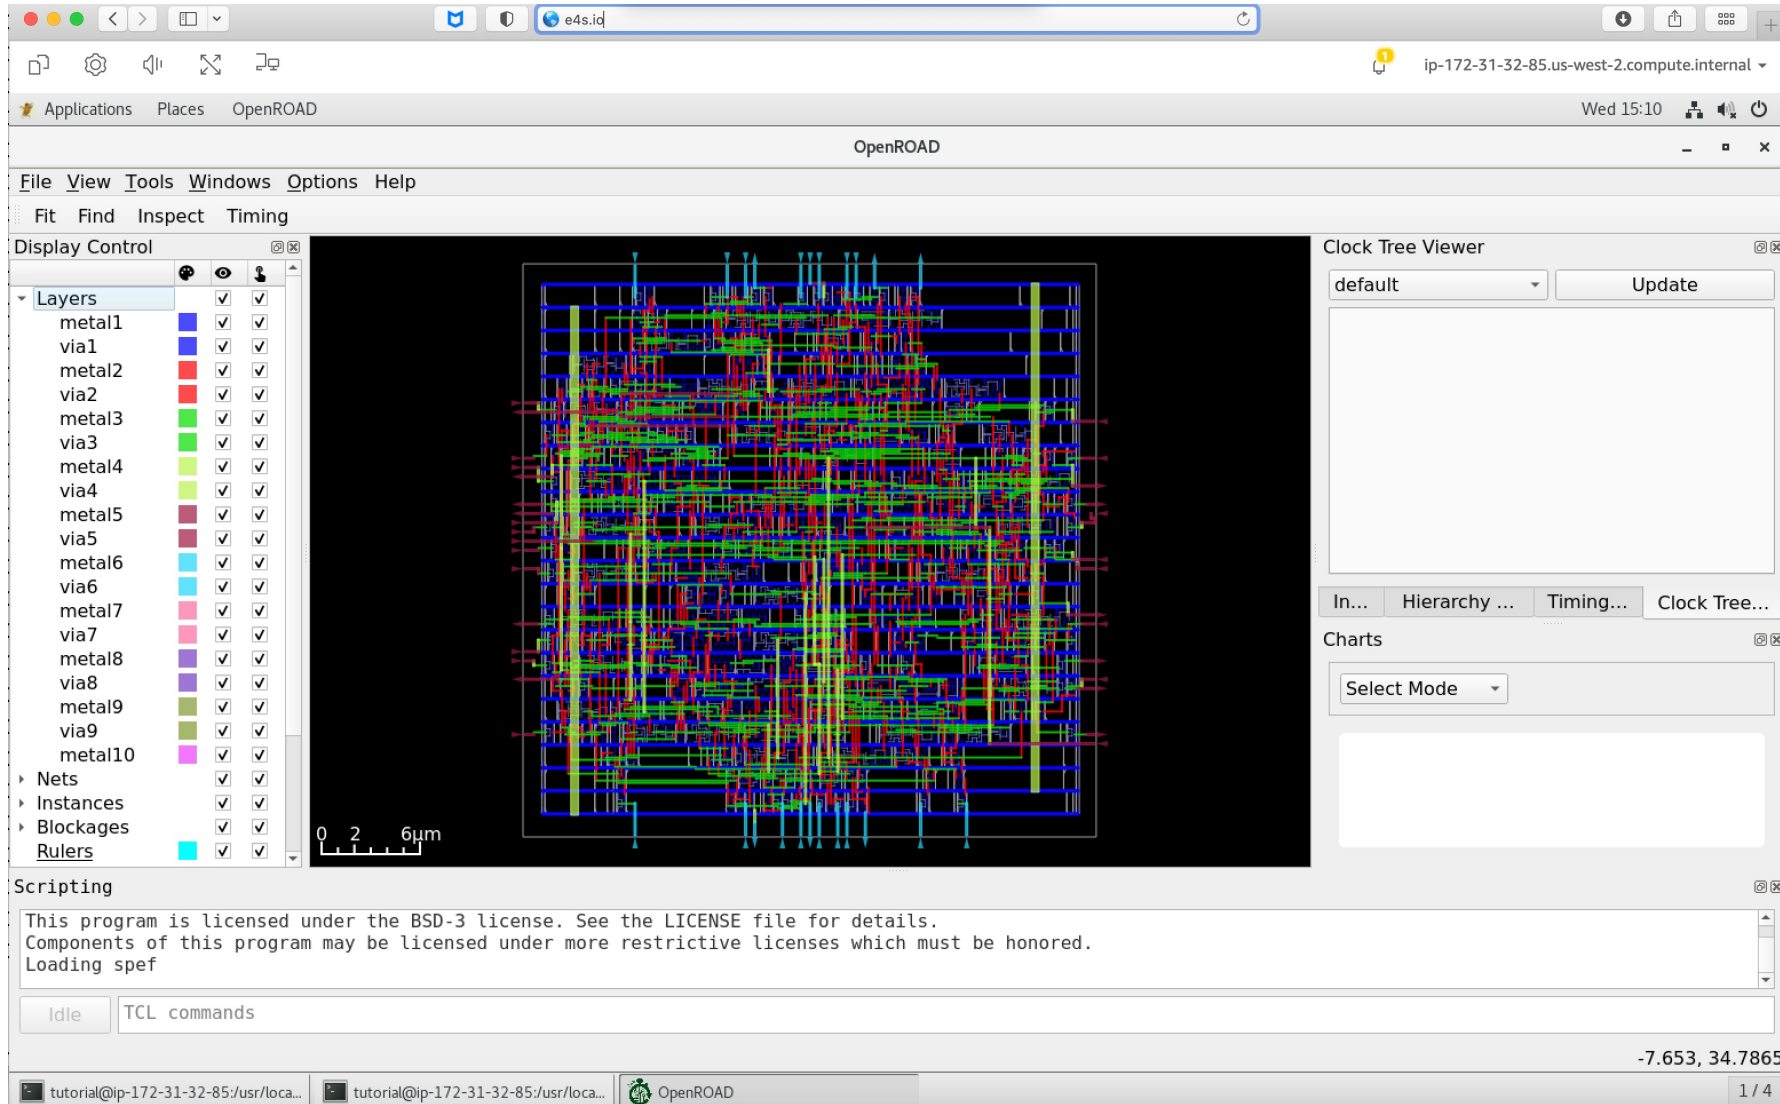 e4s.io
1
ip-172-31-32-85.us-west-2.compute.internal
Applications Places OpenROAD
Wed 15:10
OpenROAD
File View Tools Windows Options Help
Fit Find Inspect Timing
Display Control
Layers
metal1
via1
metal2
via2
metal3
via3
metal4
via4
metal5
via5
metal6
via6
metal7
via7
metal8
via8
metal9
via9
metal10
Nets
Instances
Blockages
Rulers
0 2 6μm
Clock Tree Viewer
default Update
In... Hierarchy ... Timing... Clock Tree...
Charts
Select Mode
Scripting
This program is licensed under the BSD-3 license. See the LICENSE file for details.
Components of this program may be licensed under more restrictive licenses which must be honored.
Loading spef
Idle TCL commands
-7.653, 34.7865
tutorial@ip-172-31-32-85:/usr/loca... tutorial@ip-172-31-32-85:/usr/loca... OpenROAD 1 / 4